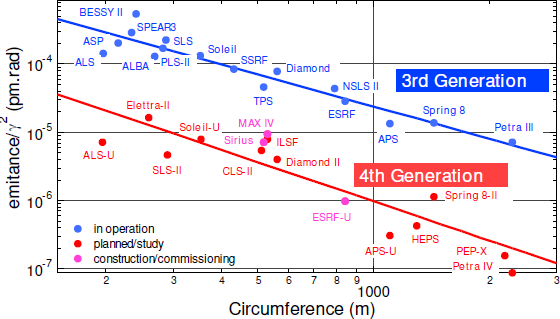 BESSY II
SPEAR3
ASP
SLS
ALS
ALBA
PLS-II
Soleil
SSRF
Diamond
TPS
NSLS II
ESRF
3rd Generation
Spring 8
APS
Petra III
Elettra-II
Soleil-U
MAX IV
Sirius
ILSF
ALS-U
SLS-II
CLS-II
Diamond II
4th Generation
ESRF-U
Spring 8-II
APS-U
HEPS
PEP-X
Petra IV
in operation
planned/study
construction/commissioning
10⁻⁴
10⁻⁵
10⁻⁶
10⁻⁷
emitance/γ² (pm.rad)
2 3 4 5 6 7 8 9 1000 2 3
Circumference (m)